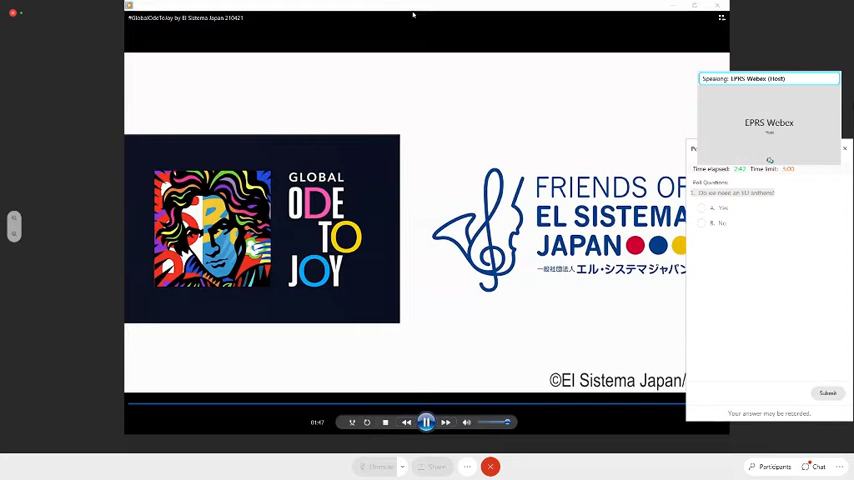 #GlobalOdeToJoy by El Sistema Japan 210421
Speaking: EPRS Webex (Host)
EPRS Webex
Host
Time elapsed: 2:42 Time limit: 5:00
Poll Questions:
1. Do we need an EU anthem?
A. Yes
B. No
GLOBAL
ODE
TO
JOY
FRIENDS OF
EL SISTEMA
JAPAN
一般社団法人 エル・システマジャパン
©El Sistema Japan/
01:47
Submit
Your answer may be recorded.
Unmute
Share
Participants
Chat